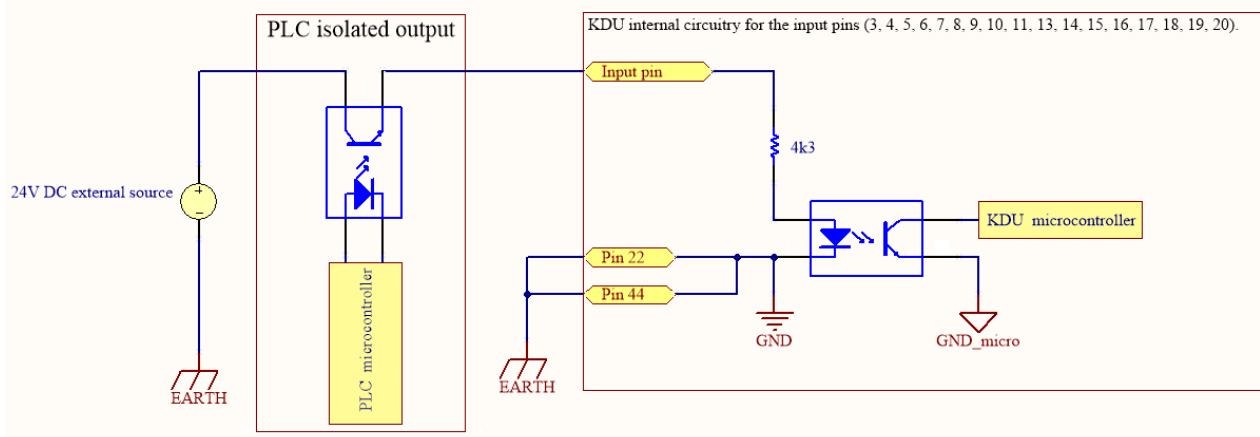 PLC isolated output
KDU internal circuitry for the input pins (3, 4, 5, 6, 7, 8, 9, 10, 11, 13, 14, 15, 16, 17, 18, 19, 20).
Input pin
4k3
24V DC external source
+
−
KDU microcontroller
Pin 22
Pin 44
PLC microcontroller
GND
GND_micro
EARTH
EARTH